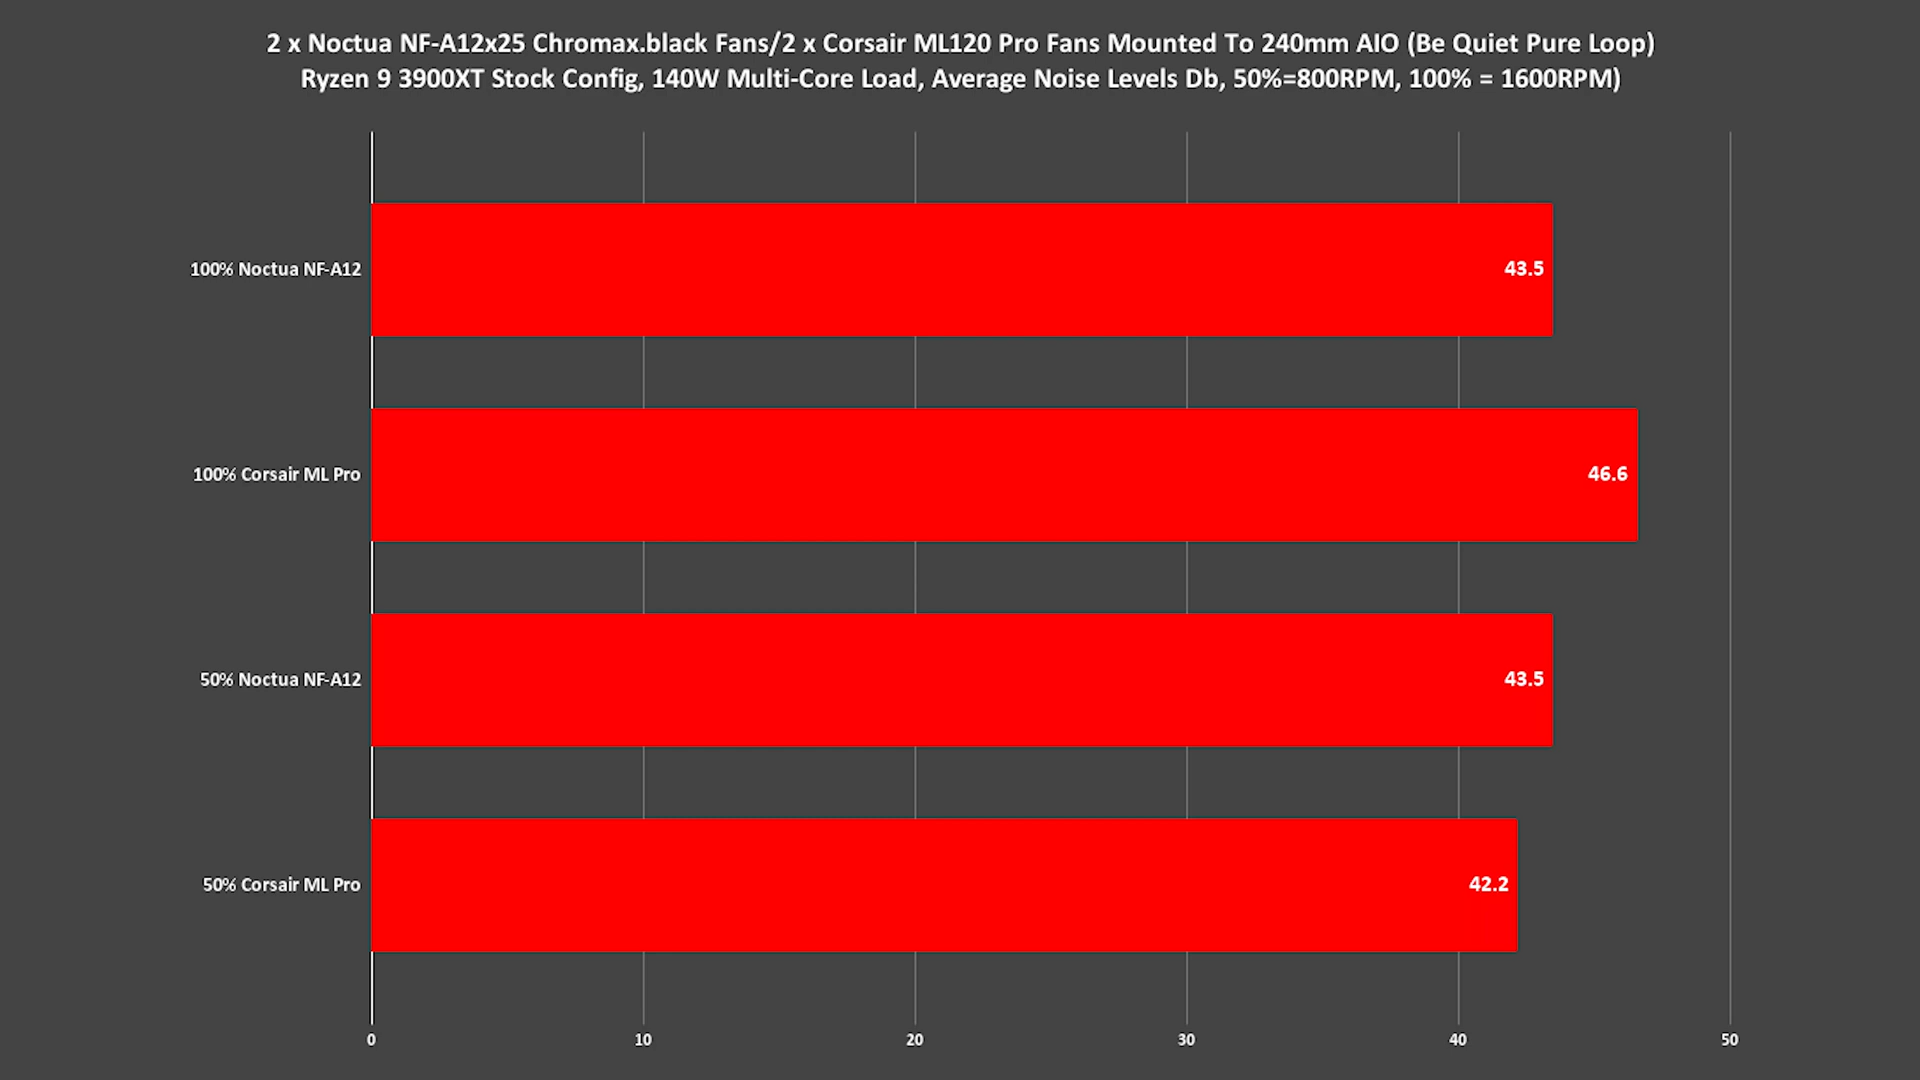 2 x Noctua NF-A12x25 Chromax.black Fans/2 x Corsair ML120 Pro Fans Mounted To 240mm AIO (Be Quiet Pure Loop)
Ryzen 9 3900XT Stock Config, 140W Multi-Core Load, Average Noise Levels Db, 50%=800RPM, 100% = 1600RPM)
100% Noctua NF-A12 43.5
100% Corsair ML Pro 46.6
50% Noctua NF-A12 43.5
50% Corsair ML Pro 42.2
0 10 20 30 40 50